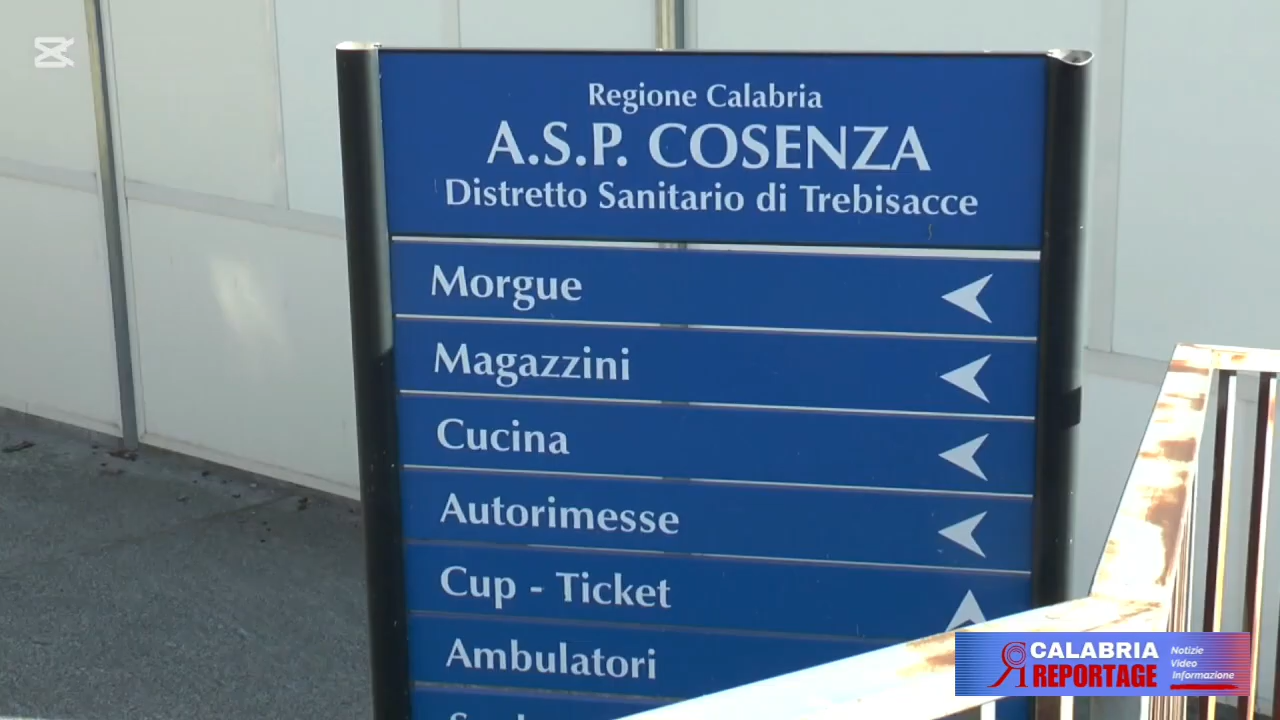 Regione Calabria
A.S.P. COSENZA
Distretto Sanitario di Trebisacce
Morgue
Magazzini
Cucina
Autorimesse
Cup - Ticket
Ambulatori
CALABRIA
REPORTAGE
Notizie
Video
Informazione